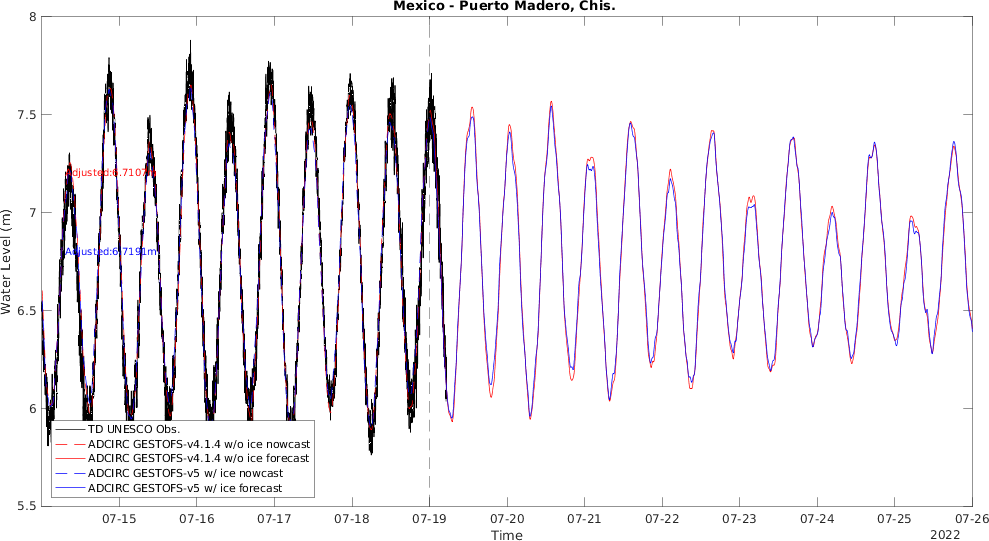 Mexico - Puerto Madero, Chis.
8
7.5
7
6.5
6
5.5
Water Level (m)
Adjusted:6.7107m
Adjusted:6.7191m
TD UNESCO Obs.
ADCIRC GESTOFS-v4.1.4 w/o ice nowcast
ADCIRC GESTOFS-v4.1.4 w/o ice forecast
ADCIRC GESTOFS-v5 w/ ice nowcast
ADCIRC GESTOFS-v5 w/ ice forecast
07-15 07-16 07-17 07-18 07-19 07-20 07-21 07-22 07-23 07-24 07-25 07-26
Time
2022